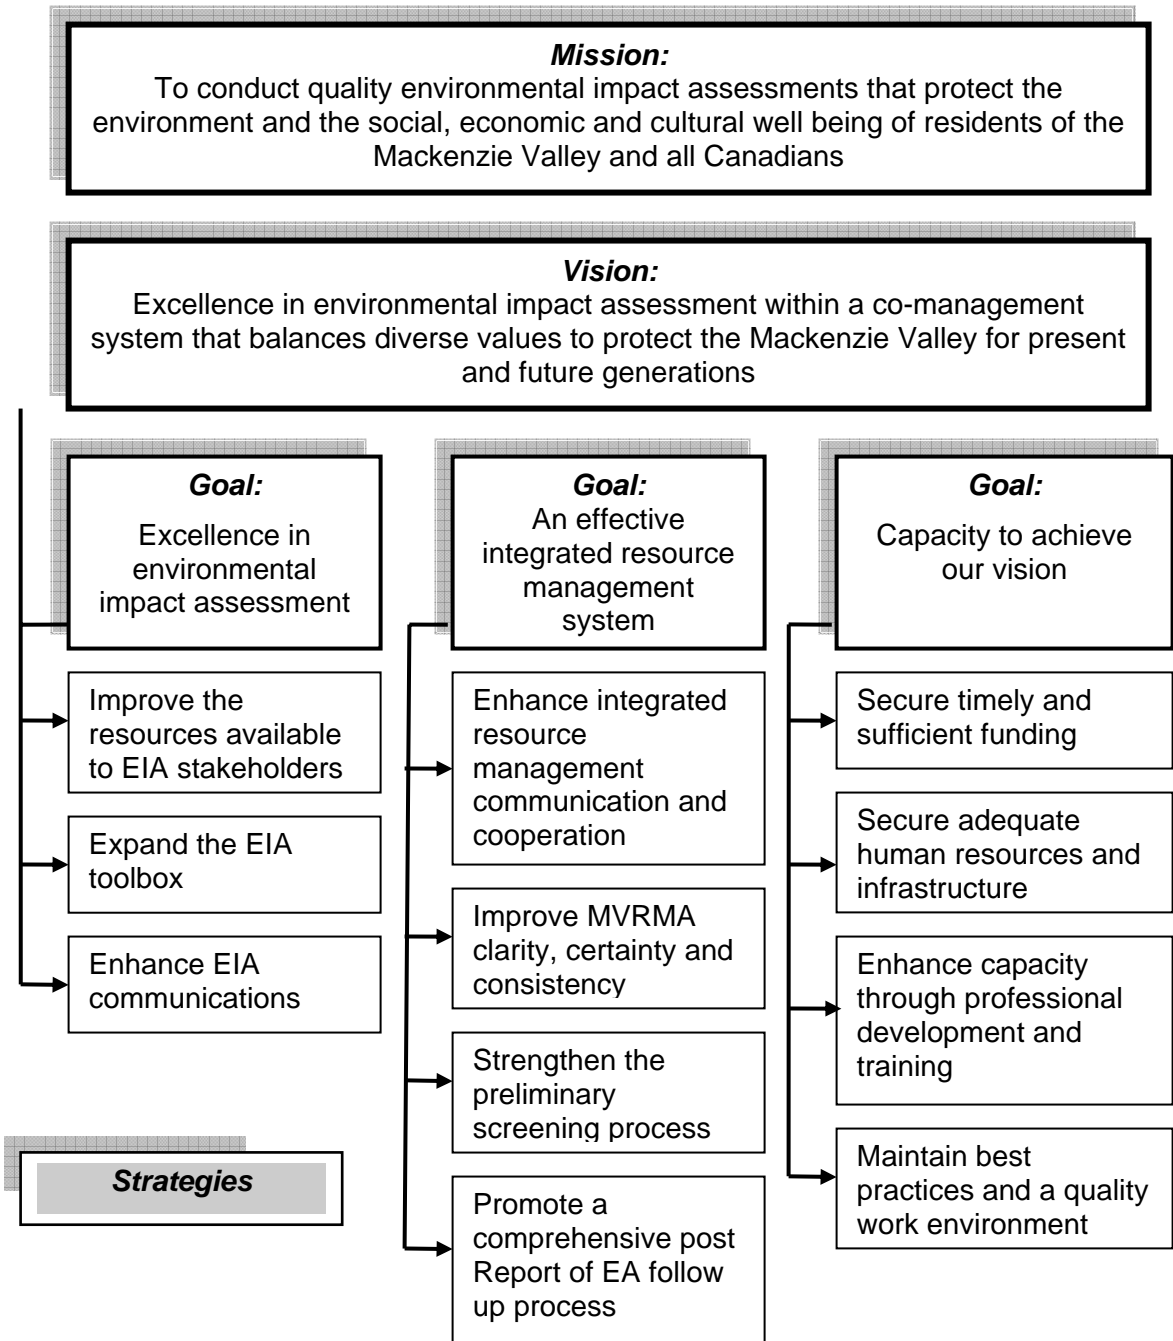 Mission:
To conduct quality environmental impact assessments that protect the
environment and the social, economic and cultural well being of residents of the
Mackenzie Valley and all Canadians
Vision:
Excellence in environmental impact assessment within a co-management
system that balances diverse values to protect the Mackenzie Valley for present
and future generations
Goal:
Excellence in
environmental
impact assessment
Improve the
resources available
to EIA stakeholders
Expand the EIA
toolbox
Enhance EIA
communications
Goal:
An effective
integrated resource
management
system
Enhance integrated
resource
management
communication and
cooperation
Improve MVRMA
clarity, certainty and
consistency
Strengthen the
preliminary
screening process
Promote a
comprehensive post
Report of EA follow
up process
Goal:
Capacity to achieve
our vision
Secure timely and
sufficient funding
Secure adequate
human resources and
infrastructure
Enhance capacity
through professional
development and
training
Maintain best
practices and a quality
work environment
Strategies